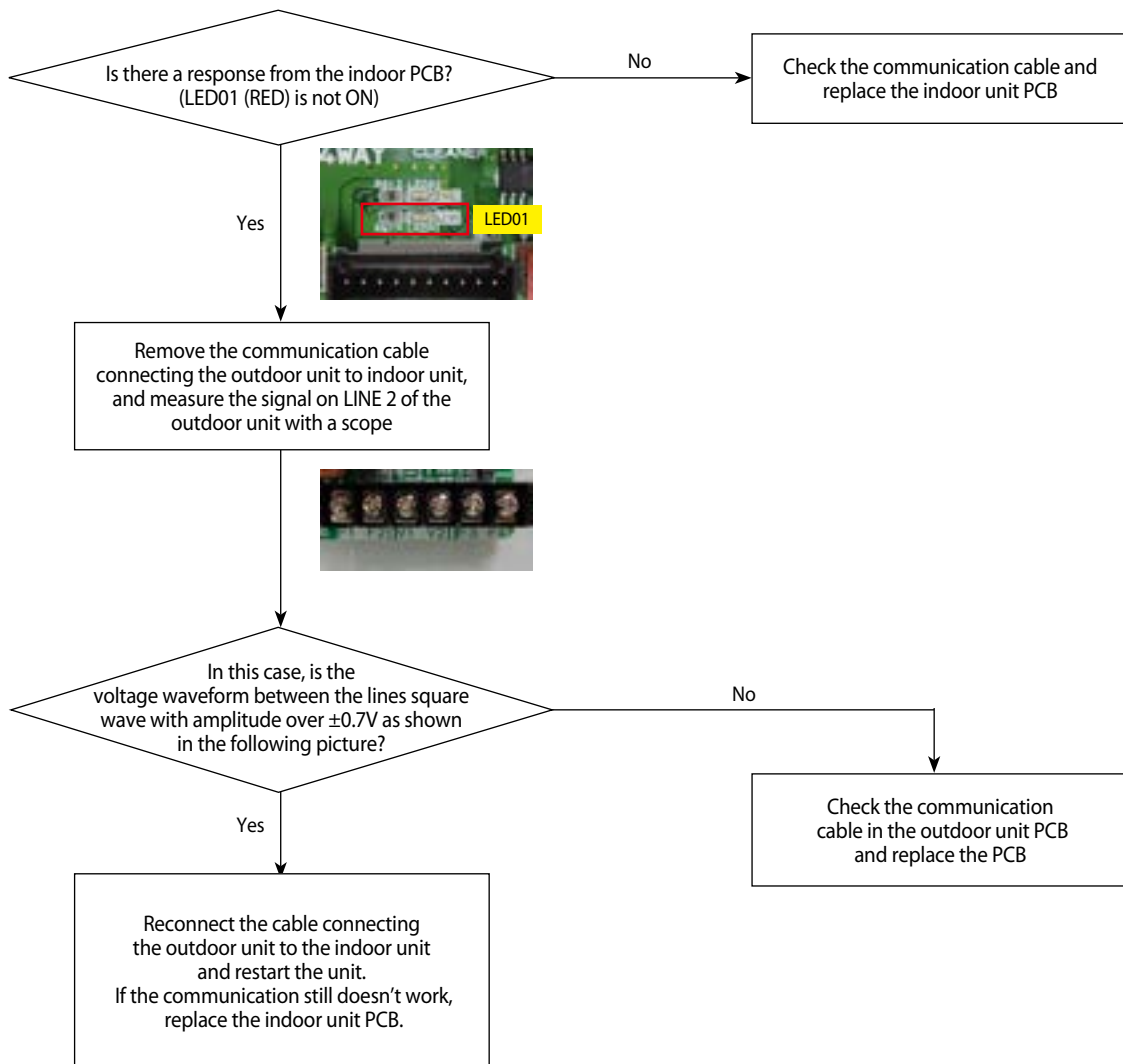 Is there a response from the indoor PCB?
(LED01 (RED) is not ON)
No
Check the communication cable and
replace the indoor unit PCB
4WAY
CLEANER
LED01
Yes
Remove the communication cable
connecting the outdoor unit to indoor unit,
and measure the signal on LINE 2 of the
outdoor unit with a scope
In this case, is the
voltage waveform between the lines square
wave with amplitude over ±0.7V as shown
in the following picture?
No
Check the communication
cable in the outdoor unit PCB
and replace the PCB
Yes
Reconnect the cable connecting
the outdoor unit to the indoor unit
and restart the unit.
If the communication still doesn’t work,
replace the indoor unit PCB.